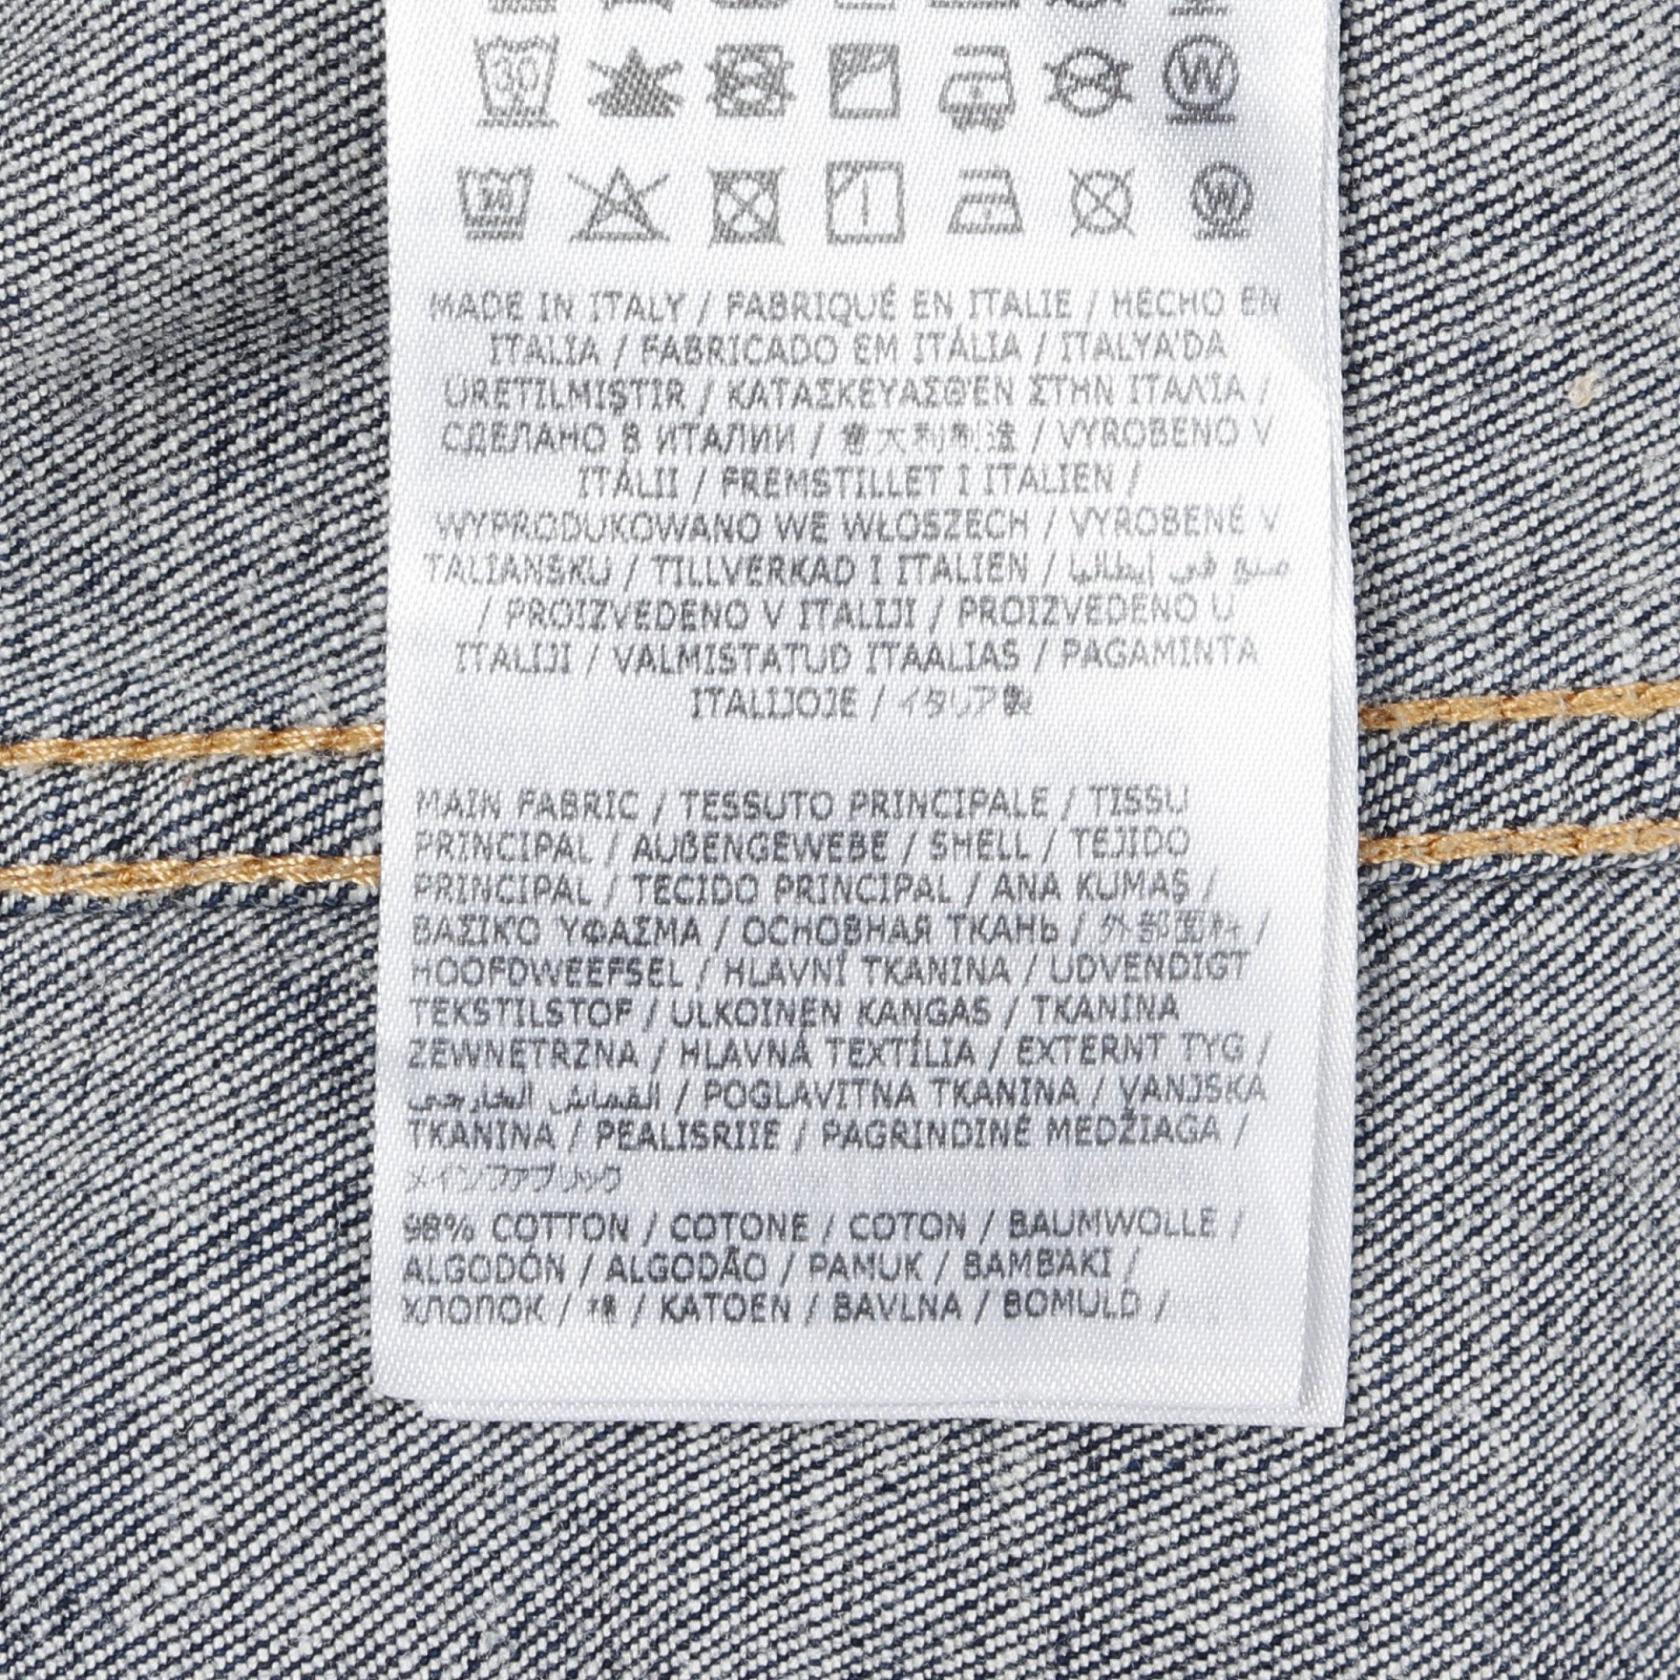 30
W
30
W
MADE IN ITALY / FABRIQUÉ EN ITALIE / HECHO EN
ITALIA / FABRICADO EM ITÁLIA / ITALYA'DA
ÜRETILMIŞTIR / ΚΑΤΑΣΚΕΥΑΣΘΕΝ ΣΤΗΝ ΙΤΑΛΙΑ /
СДЕЛАНО В ИТАЛИИ / 意大利制造 / VYROBENO V
ITÁLII / FREMSTILLET I ITALIEN /
WYPRODUKOWANO WE WŁOSZECH / VYROBENÉ V
TALIANSKU / TILLVERKAD I ITALIEN / صنع في إيطاليا
/ PROIZVEDENO V ITALIJI / PROIZVEDENO U
ITALIJI / VALMISTATUD ITAALIAS / PAGAMINTA
ITALIJOJE / イタリア製
MAIN FABRIC / TESSUTO PRINCIPALE / TISSU
PRINCIPAL / AUßENGEWEBE / SHELL / TEJIDO
PRINCIPAL / TECIDO PRINCIPAL / ANA KUMAŞ /
ΒΑΣΙΚΟ ΥΦΑΣΜΑ / ОСНОВНАЯ ТКАНЬ / 外部面料 /
HOOFDWEEFSEL / HLAVNÍ TKANINA / UDVENDIGT
TEKSTILSTOF / ULKOINEN KANGAS / TKANINA
ZEWNĘTRZNA / HLAVNÁ TEXTÍLIA / EXTERNT TYG /
القماش الخارجي / POGLAVITNA TKANINA / VANJSKA
TKANINA / PEALISRIIE / PAGRINDINĖ MEDŽIAGA /
メインファブリック
98% COTTON / COTONE / COTON / BAUMWOLLE /
ALGODÓN / ALGODÃO / PAMUK / ΒΑΜΒΆΚΙ /
ХЛОПОК / 棉 / KATOEN / BAVLNA / BOMULD /